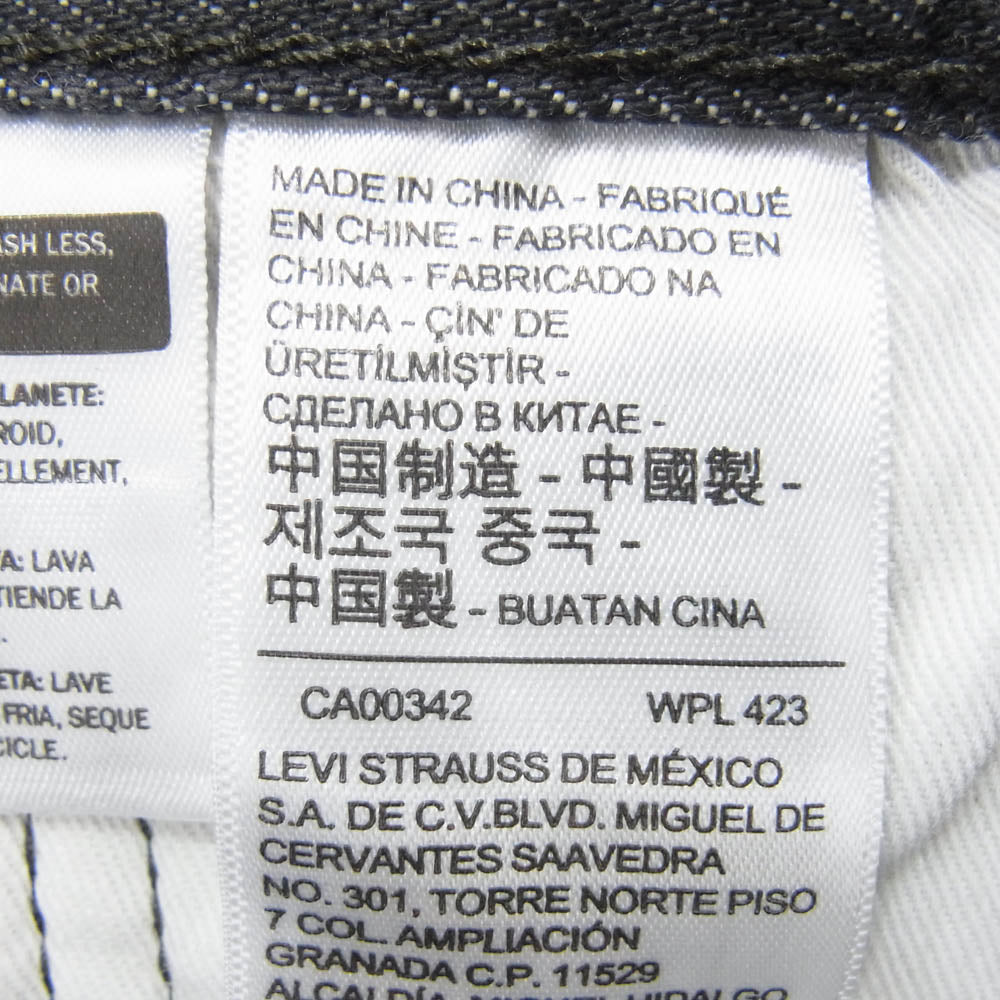 ASH LESS,
NATE OR
LANETE:
ROID,
ELLEMENT,
A: LAVA
TIENDE LA
ETA: LAVE
FRIA, SEQUE
CICLE.
MADE IN CHINA - FABRIQUÉ
EN CHINE - FABRICADO EN
CHINA - FABRICADO NA
CHINA - ÇİN' DE
ÜRETİLMİŞTİR -
СДЕЛАНО В КИТАЕ -
中国制造 - 中國製 -
제조국 중국 -
中国製 - BUATAN CINA
CA00342 WPL 423
LEVI STRAUSS DE MÉXICO
S.A. DE C.V.BLVD. MIGUEL DE
CERVANTES SAAVEDRA
NO. 301, TORRE NORTE PISO
7 COL. AMPLIACIÓN
GRANADA C.P. 11529
ALCALDÍA MIGUEL HIDALGO